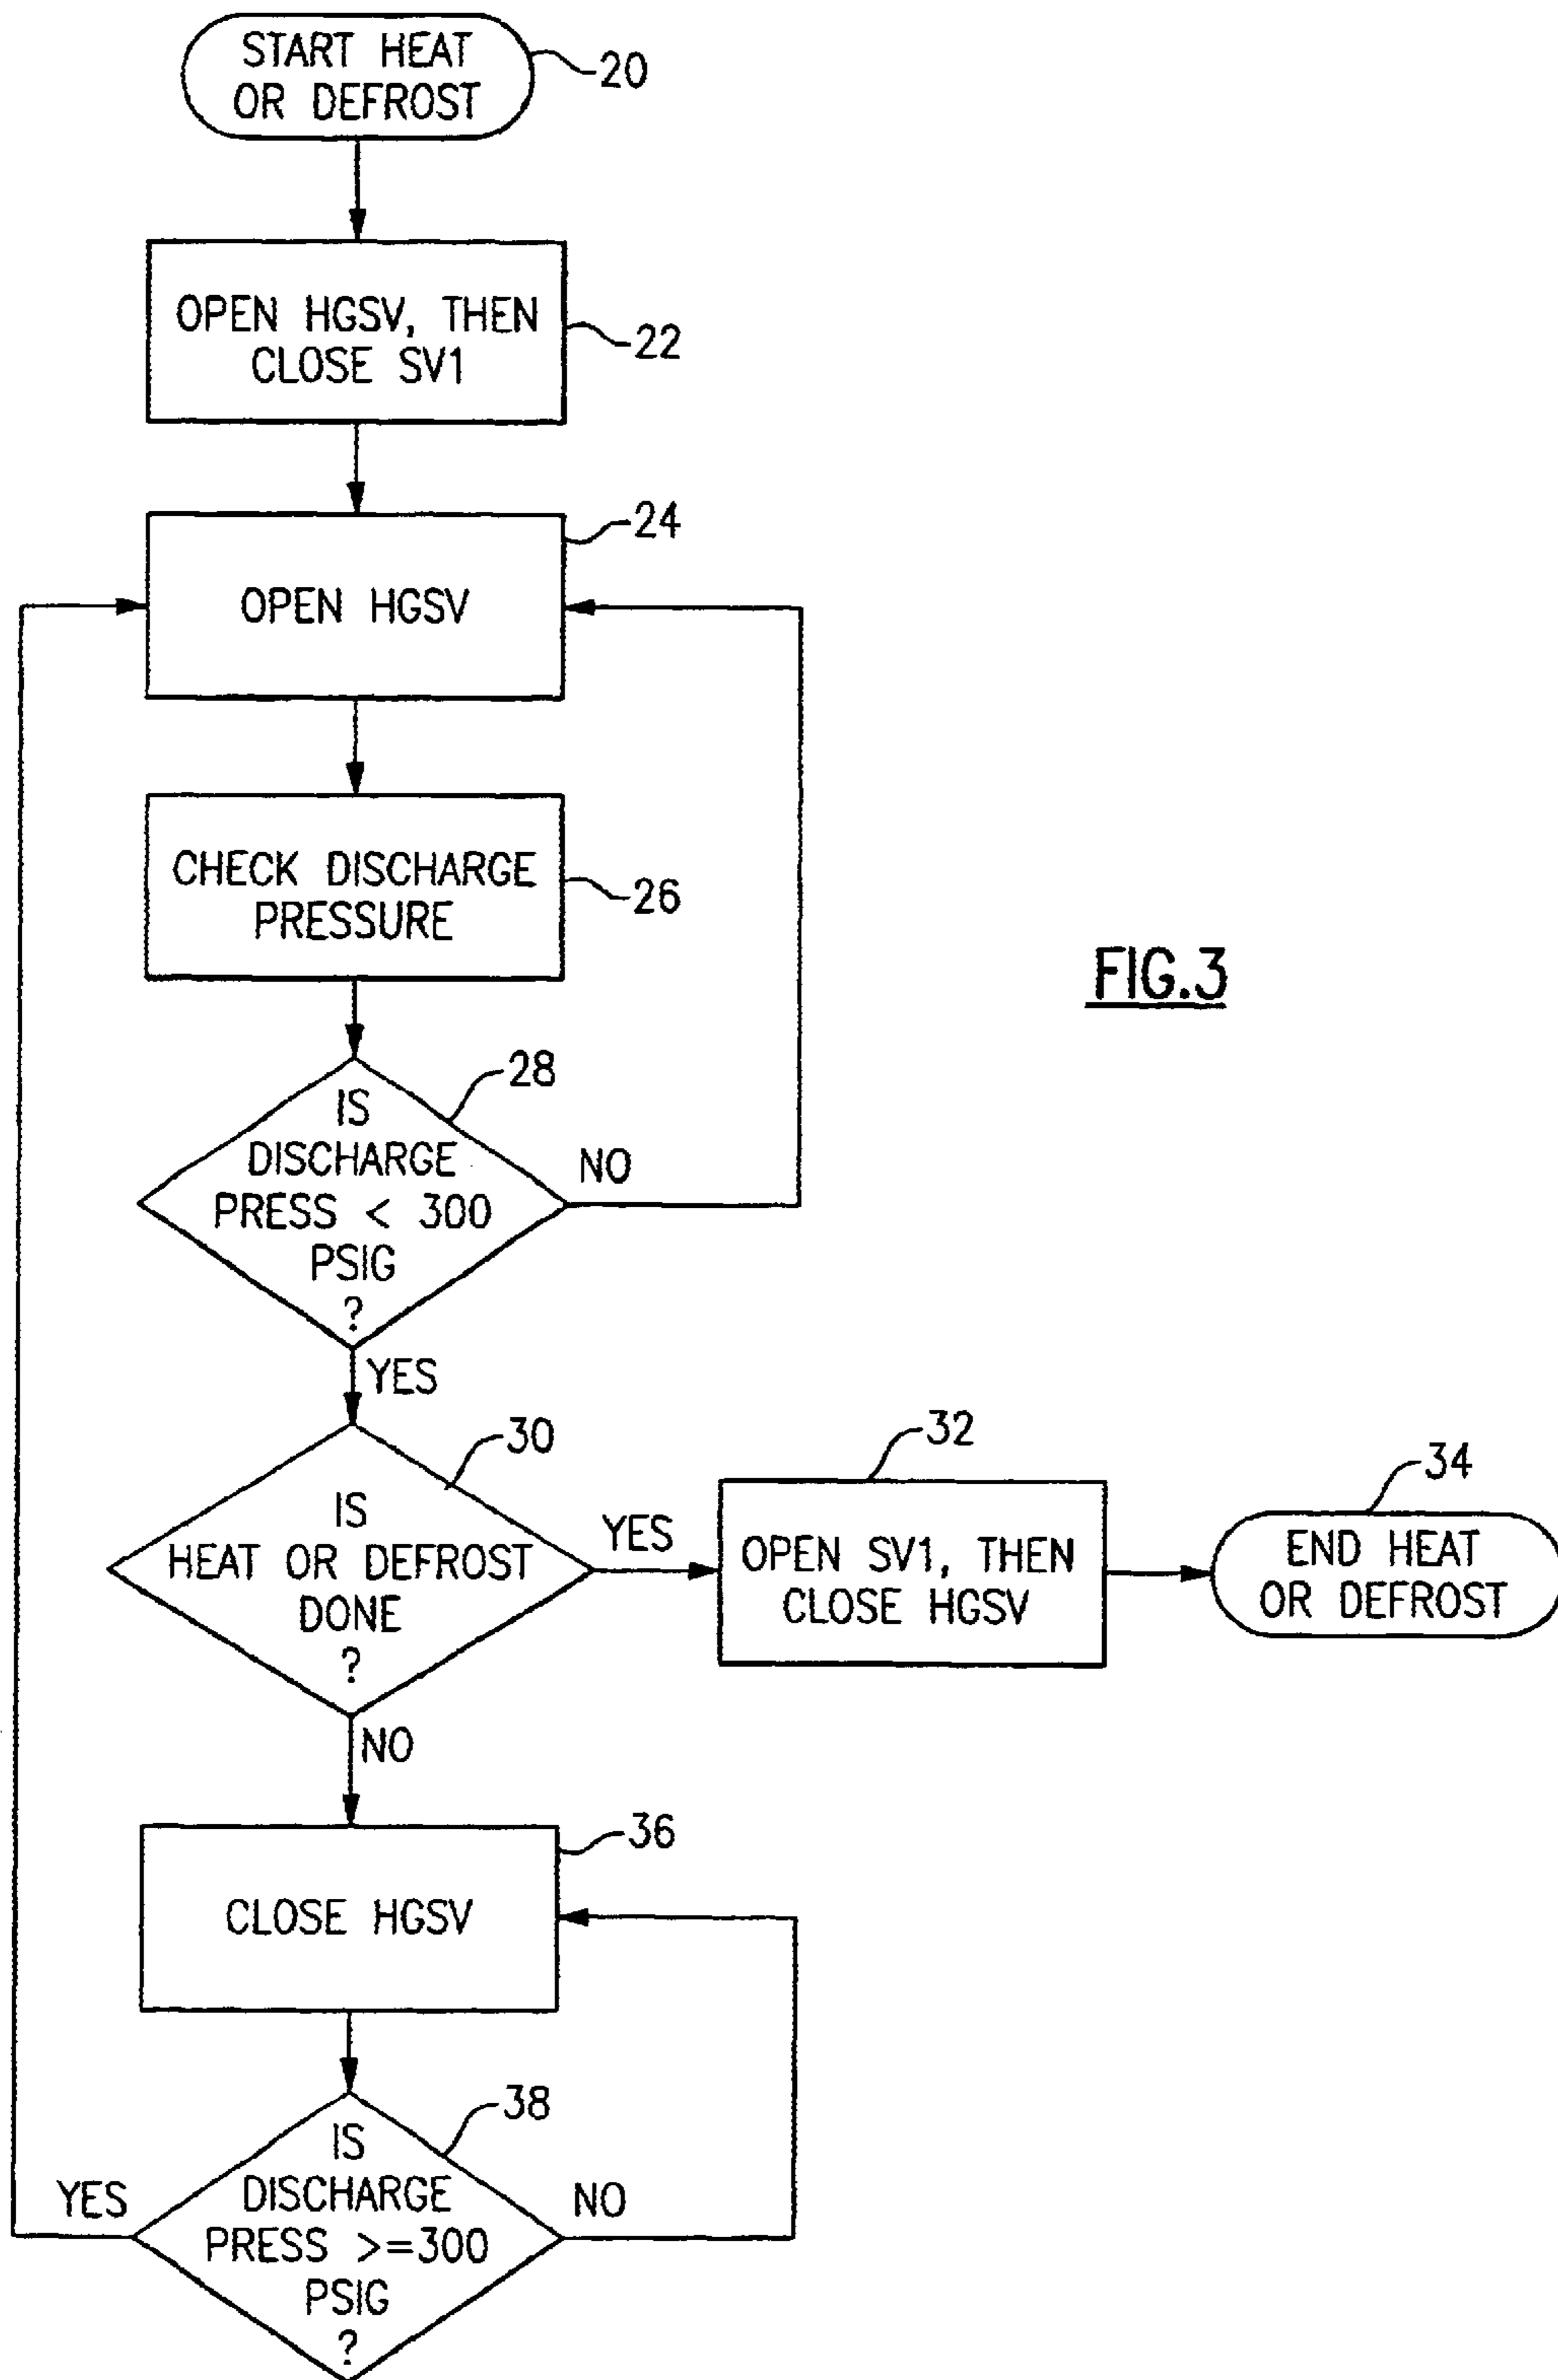 START HEAT
OR DEFROST
20
OPEN HGSV, THEN
CLOSE SV1
22
24
OPEN HGSV
CHECK DISCHARGE
PRESSURE
26
FIG.3
28
IS
DISCHARGE
PRESS < 300
PSIG
?
NO
YES
30
IS
HEAT OR DEFROST
DONE
?
YES
32
OPEN SV1, THEN
CLOSE HGSV
34
END HEAT
OR DEFROST
NO
36
CLOSE HGSV
38
IS
DISCHARGE
PRESS >=300
PSIG
?
YES
NO